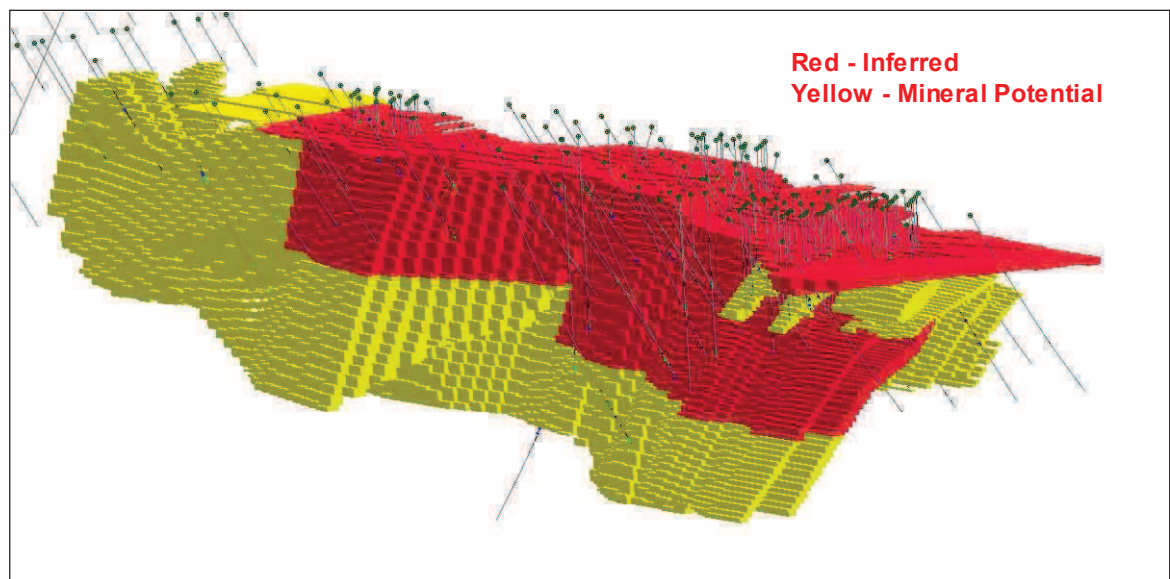 Red - Inferred
Yellow - Mineral Potential